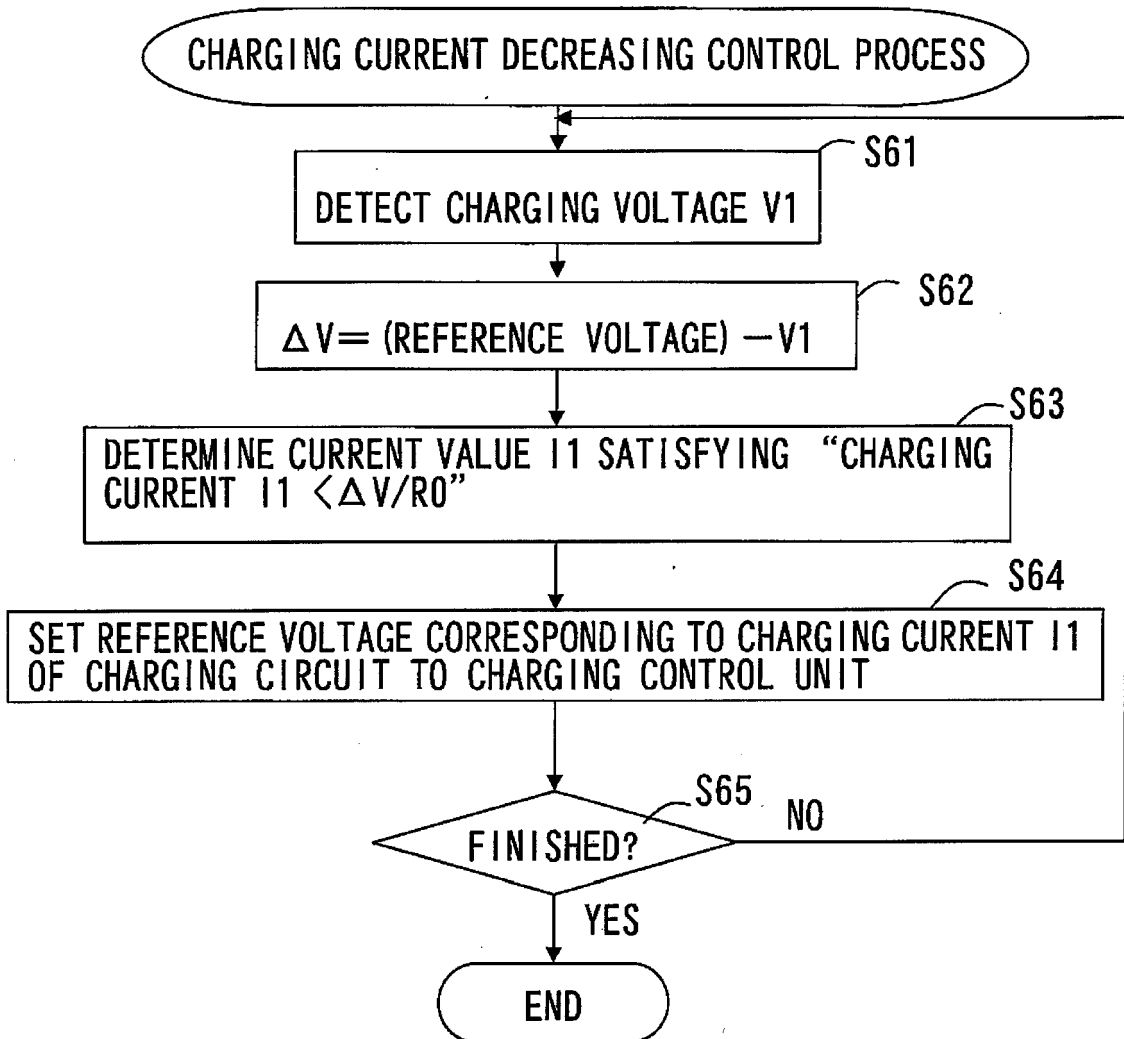 CHARGING CURRENT DECREASING CONTROL PROCESS
S61
DETECT CHARGING VOLTAGE V1
S62
ΔV=(REFERENCE VOLTAGE)−V1
S63
DETERMINE CURRENT VALUE I1 SATISFYING “CHARGING
CURRENT I1 <ΔV/R0”
S64
SET REFERENCE VOLTAGE CORRESPONDING TO CHARGING CURRENT I1
OF CHARGING CIRCUIT TO CHARGING CONTROL UNIT
S65
FINISHED?
NO
YES
END